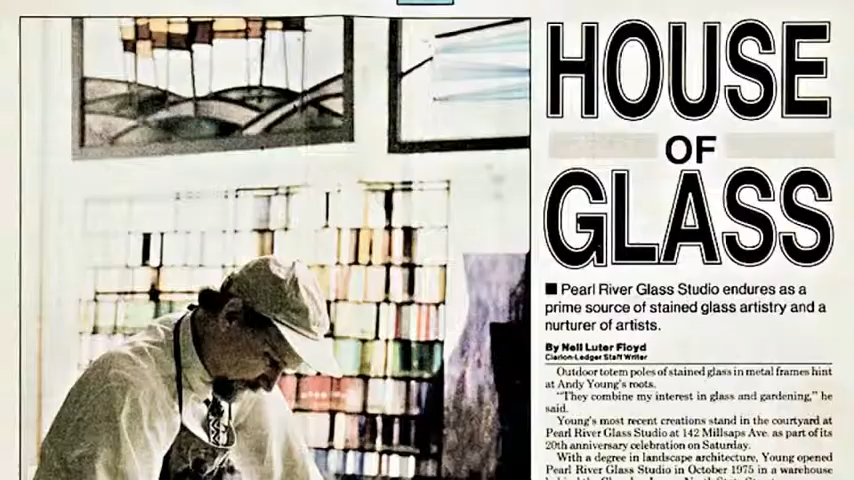 HOUSE
OF
GLASS
■ Pearl River Glass Studio endures as a
prime source of stained glass artistry and a
nurturer of artists.
By Nell Luter Floyd
Clarion-Ledger Staff Writer
Outdoor totem poles of stained glass in metal frames hint
at Andy Young's roots.
"They combine my interest in glass and gardening," he
said.
Young's most recent creations stand in the courtyard at
Pearl River Glass Studio at 142 Millsaps Ave. as part of its
20th anniversary celebration on Saturday.
With a degree in landscape architecture, Young opened
Pearl River Glass Studio in October 1975 in a warehouse